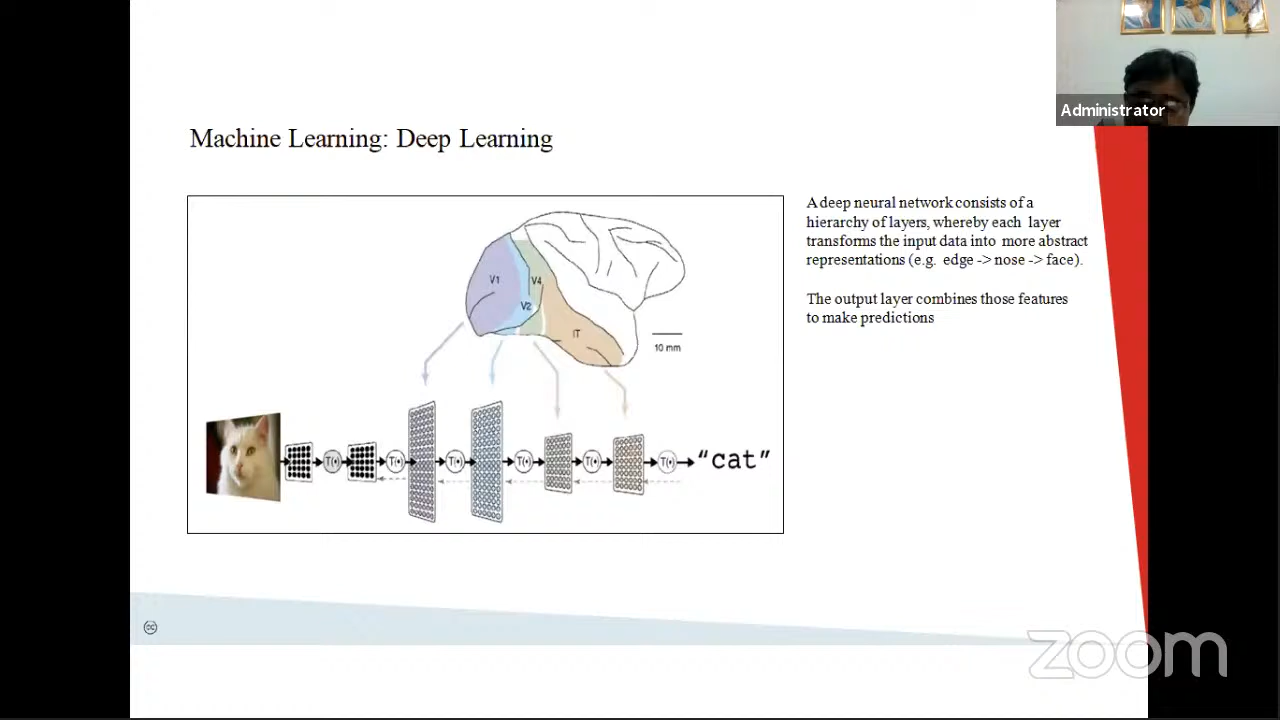 Administrator
Machine Learning: Deep Learning
A deep neural network consists of a
hierarchy of layers, whereby each layer
transforms the input data into more abstract
representations (e.g. edge -> nose -> face).
The output layer combines those features
to make predictions
V1
V4
V2
IT
10 mm
T(•) T(•) T(•) T(•) T(•) T(•) "cat"
cc
zoom